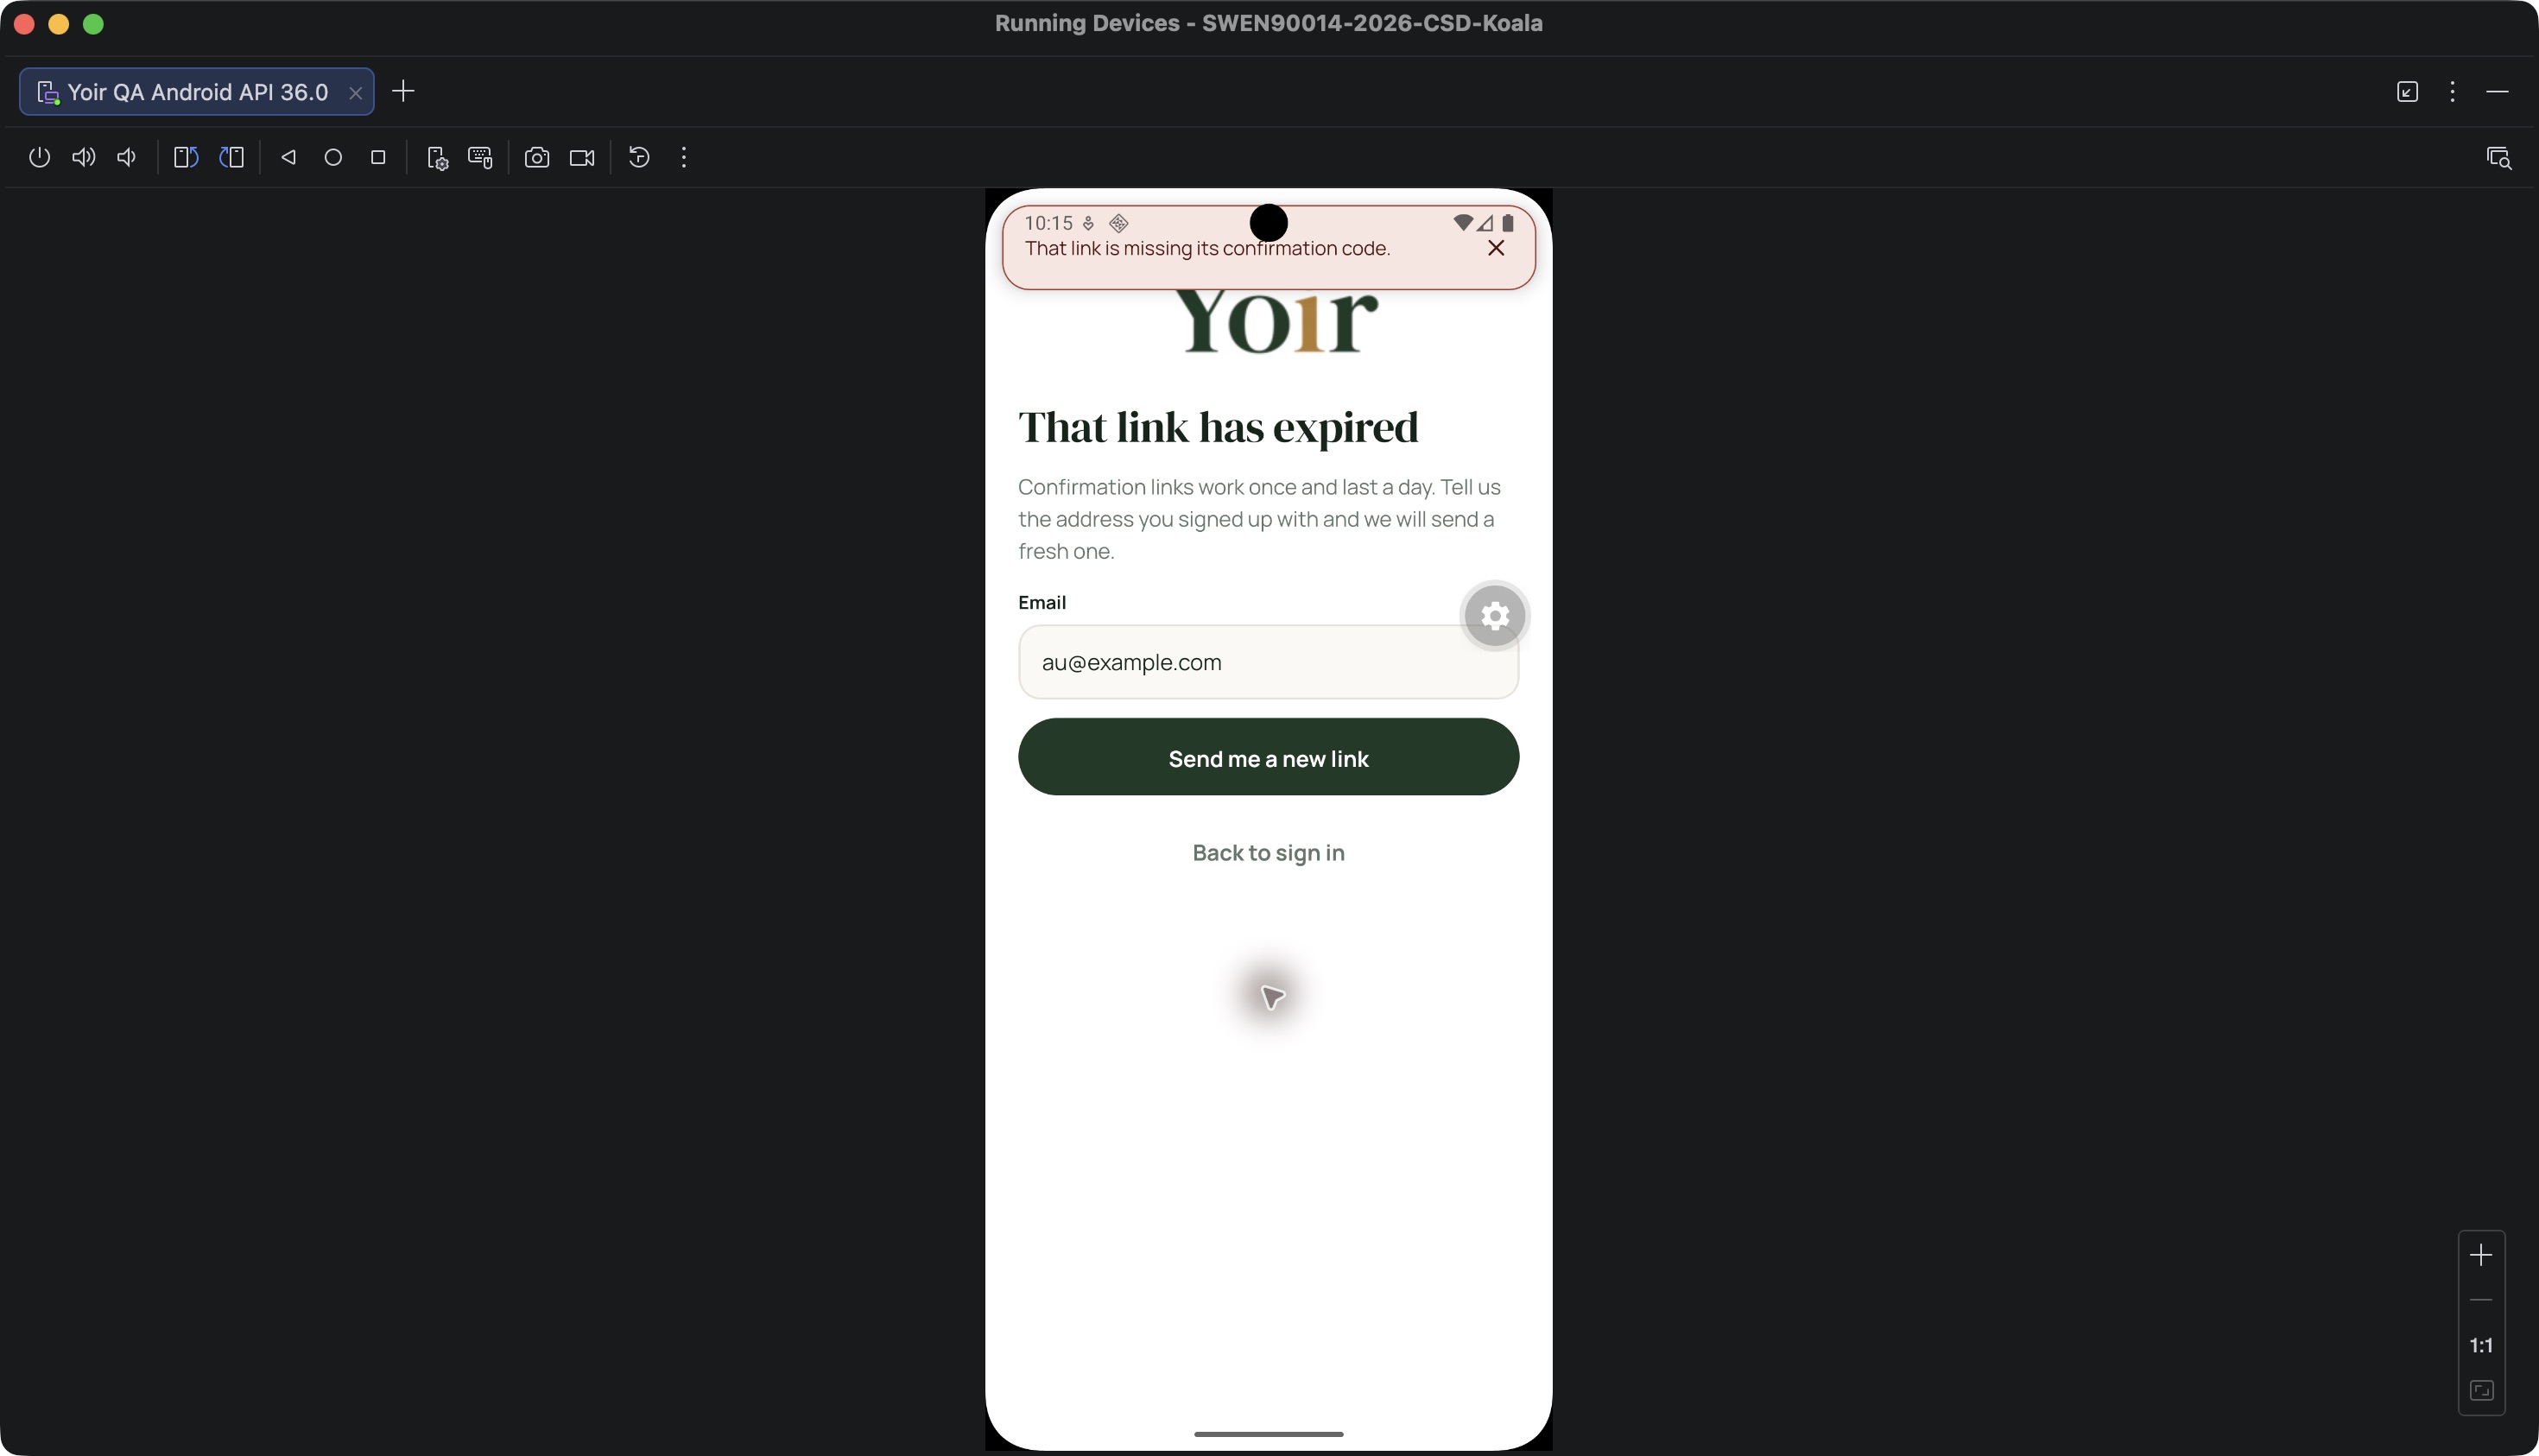 Running Devices - SWEN90014-2026-CSD-Koala
Yoir QA Android API 36.0
10:15
That link is missing its confirmation code.
Yoir
That link has expired
Confirmation links work once and last a day. Tell us
the address you signed up with and we will send a
fresh one.
Email
au@example.com
Send me a new link
Back to sign in
1:1